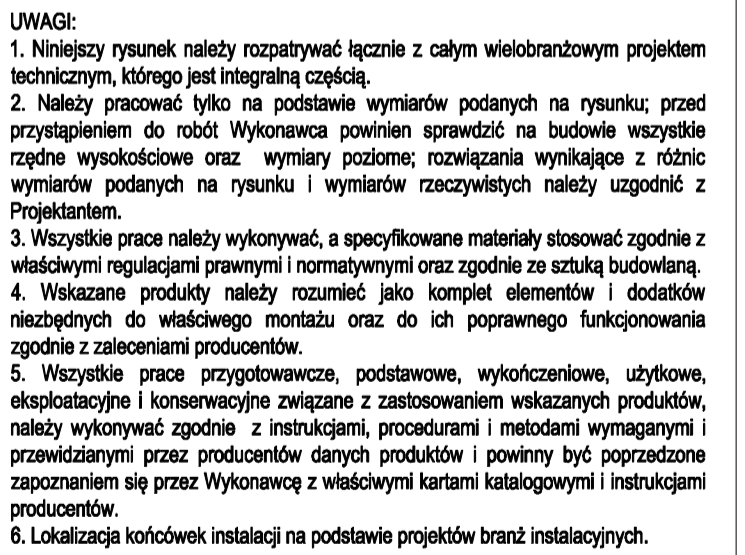 UWAGI:
1. Niniejszy rysunek należy rozpatrywać łącznie z całym wielobranżowym projektem
technicznym, którego jest integralną częścią.
2. Należy pracować tylko na podstawie wymiarów podanych na rysunku; przed
przystąpieniem do robót Wykonawca powinien sprawdzić na budowie wszystkie
rzędne wysokościowe oraz wymiary poziome; rozwiązania wynikające z różnic
wymiarów podanych na rysunku i wymiarów rzeczywistych należy uzgodnić z
Projektantem.
3. Wszystkie prace należy wykonywać, a specyfikowane materiały stosować zgodnie z
właściwymi regulacjami prawnymi i normatywnymi oraz zgodnie ze sztuką budowlaną.
4. Wskazane produkty należy rozumieć jako komplet elementów i dodatków
niezbędnych do właściwego montażu oraz do ich poprawnego funkcjonowania
zgodnie z zaleceniami producentów.
5. Wszystkie prace przygotowawcze, podstawowe, wykończeniowe, użytkowe,
eksploatacyjne i konserwacyjne związane z zastosowaniem wskazanych produktów,
należy wykonywać zgodnie z instrukcjami, procedurami i metodami wymaganymi i
przewidzianymi przez producentów danych produktów i powinny być poprzedzone
zapoznaniem się przez Wykonawcę z właściwymi kartami katalogowymi i instrukcjami
producentów.
6. Lokalizacja końcówek instalacji na podstawie projektów branż instalacyjnych.